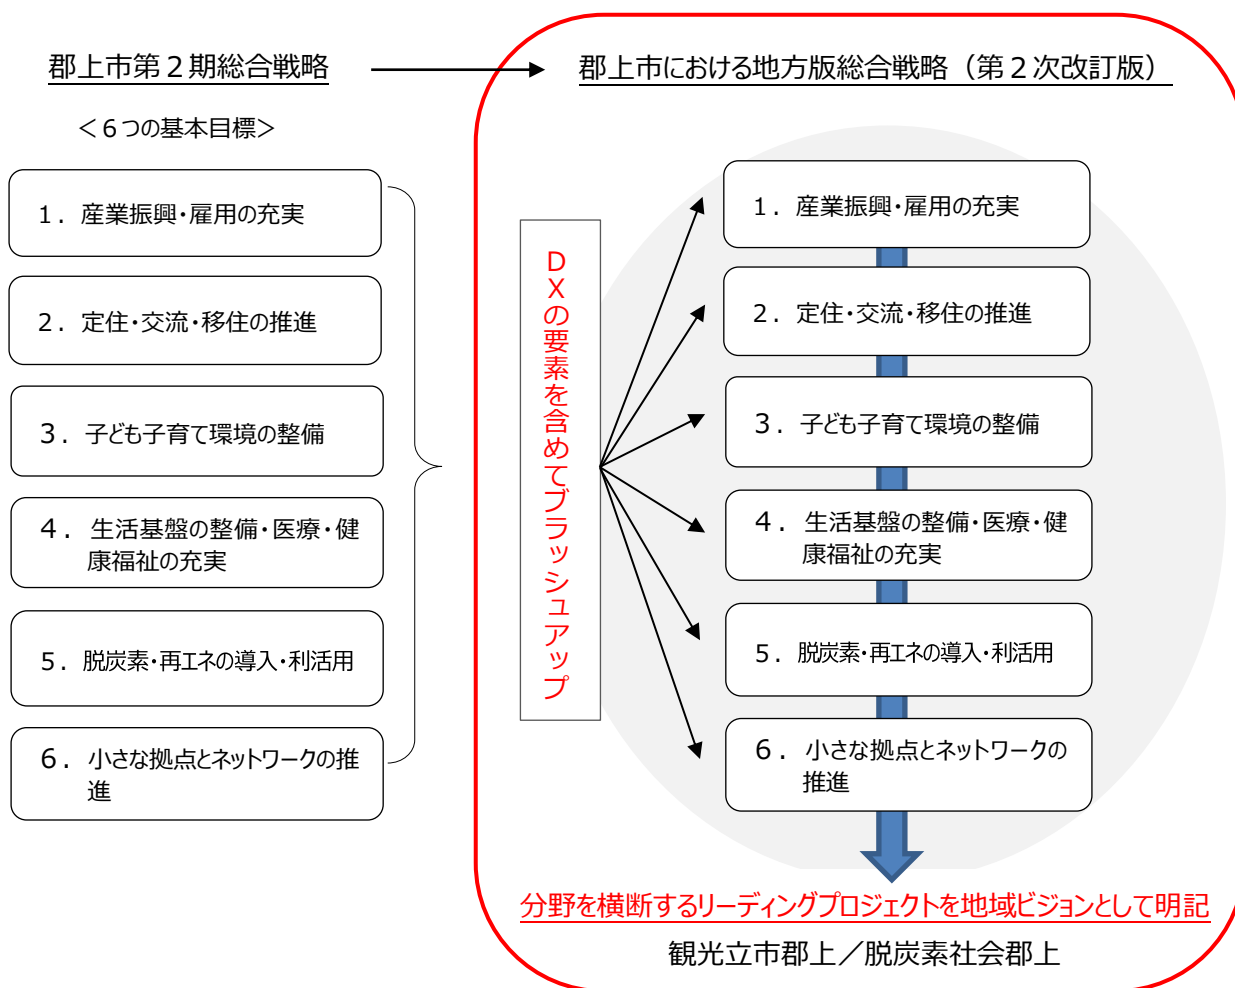 郡上市第２期総合戦略
＜６つの基本目標＞
１．産業振興・雇用の充実
２．定住・交流・移住の推進
３．子ども子育て環境の整備
４．生活基盤の整備・医療・健
康福祉の充実
５．脱炭素・再エネの導入・利活用
６．小さな拠点とネットワークの推
進
郡上市における地方版総合戦略（第２次改訂版）
ＤＸの要素を含めてブラッシュアップ
１．産業振興・雇用の充実
２．定住・交流・移住の推進
３．子ども子育て環境の整備
４．生活基盤の整備・医療・健
康福祉の充実
５．脱炭素・再エネの導入・利活用
６．小さな拠点とネットワークの
推進
分野を横断するリーディングプロジェクトを地域ビジョンとして明記
観光立市郡上／脱炭素社会郡上